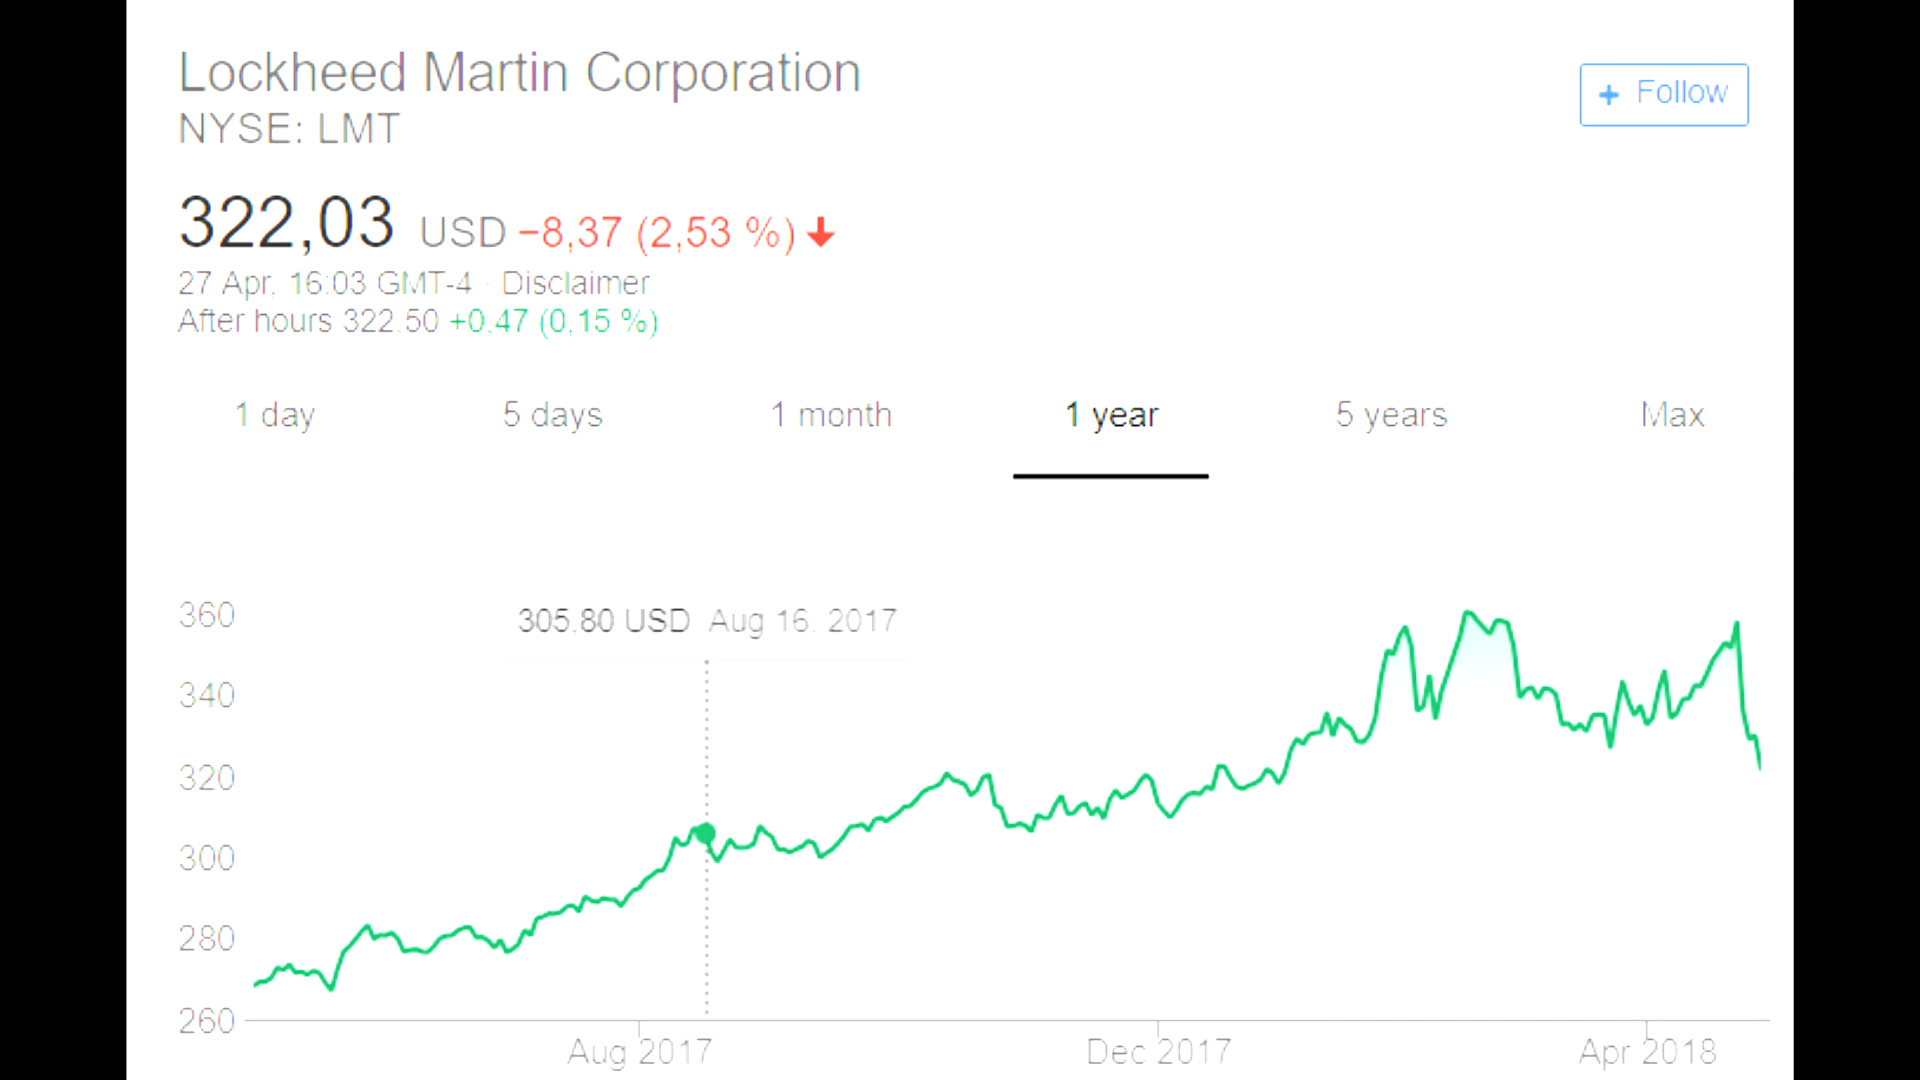 Lockheed Martin Corporation
+ Follow
NYSE: LMT
322,03 USD −8,37 (2,53 %)
27 Apr, 16:03 GMT-4 · Disclaimer
After hours 322.50 +0,47 (0,15 %)
1 day 5 days 1 month 1 year 5 years Max
305.80 USD Aug 16. 2017
360
340
320
300
280
260
Aug 2017 Dec 2017 Apr 2018